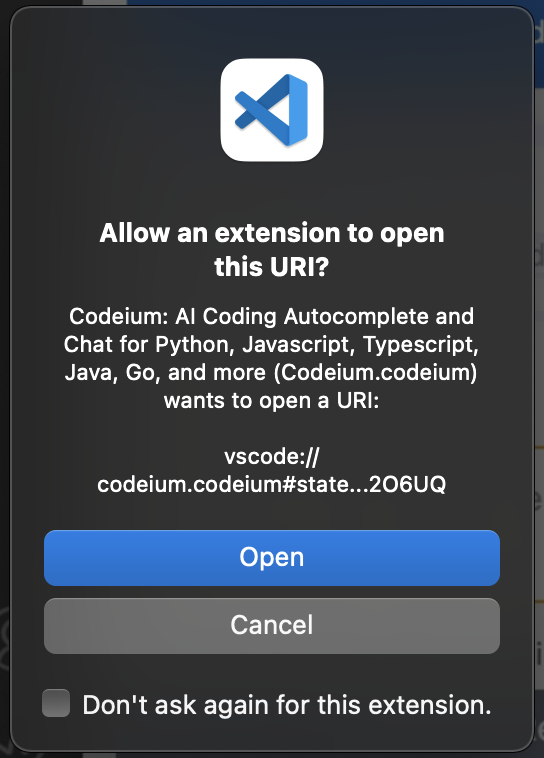 Allow an extension to open
this URI?
Codeium: AI Coding Autocomplete and
Chat for Python, Javascript, Typescript,
Java, Go, and more (Codeium.codeium)
wants to open a URI:
vscode://
codeium.codeium#state...2O6UQ
Open
Cancel
Don't ask again for this extension.